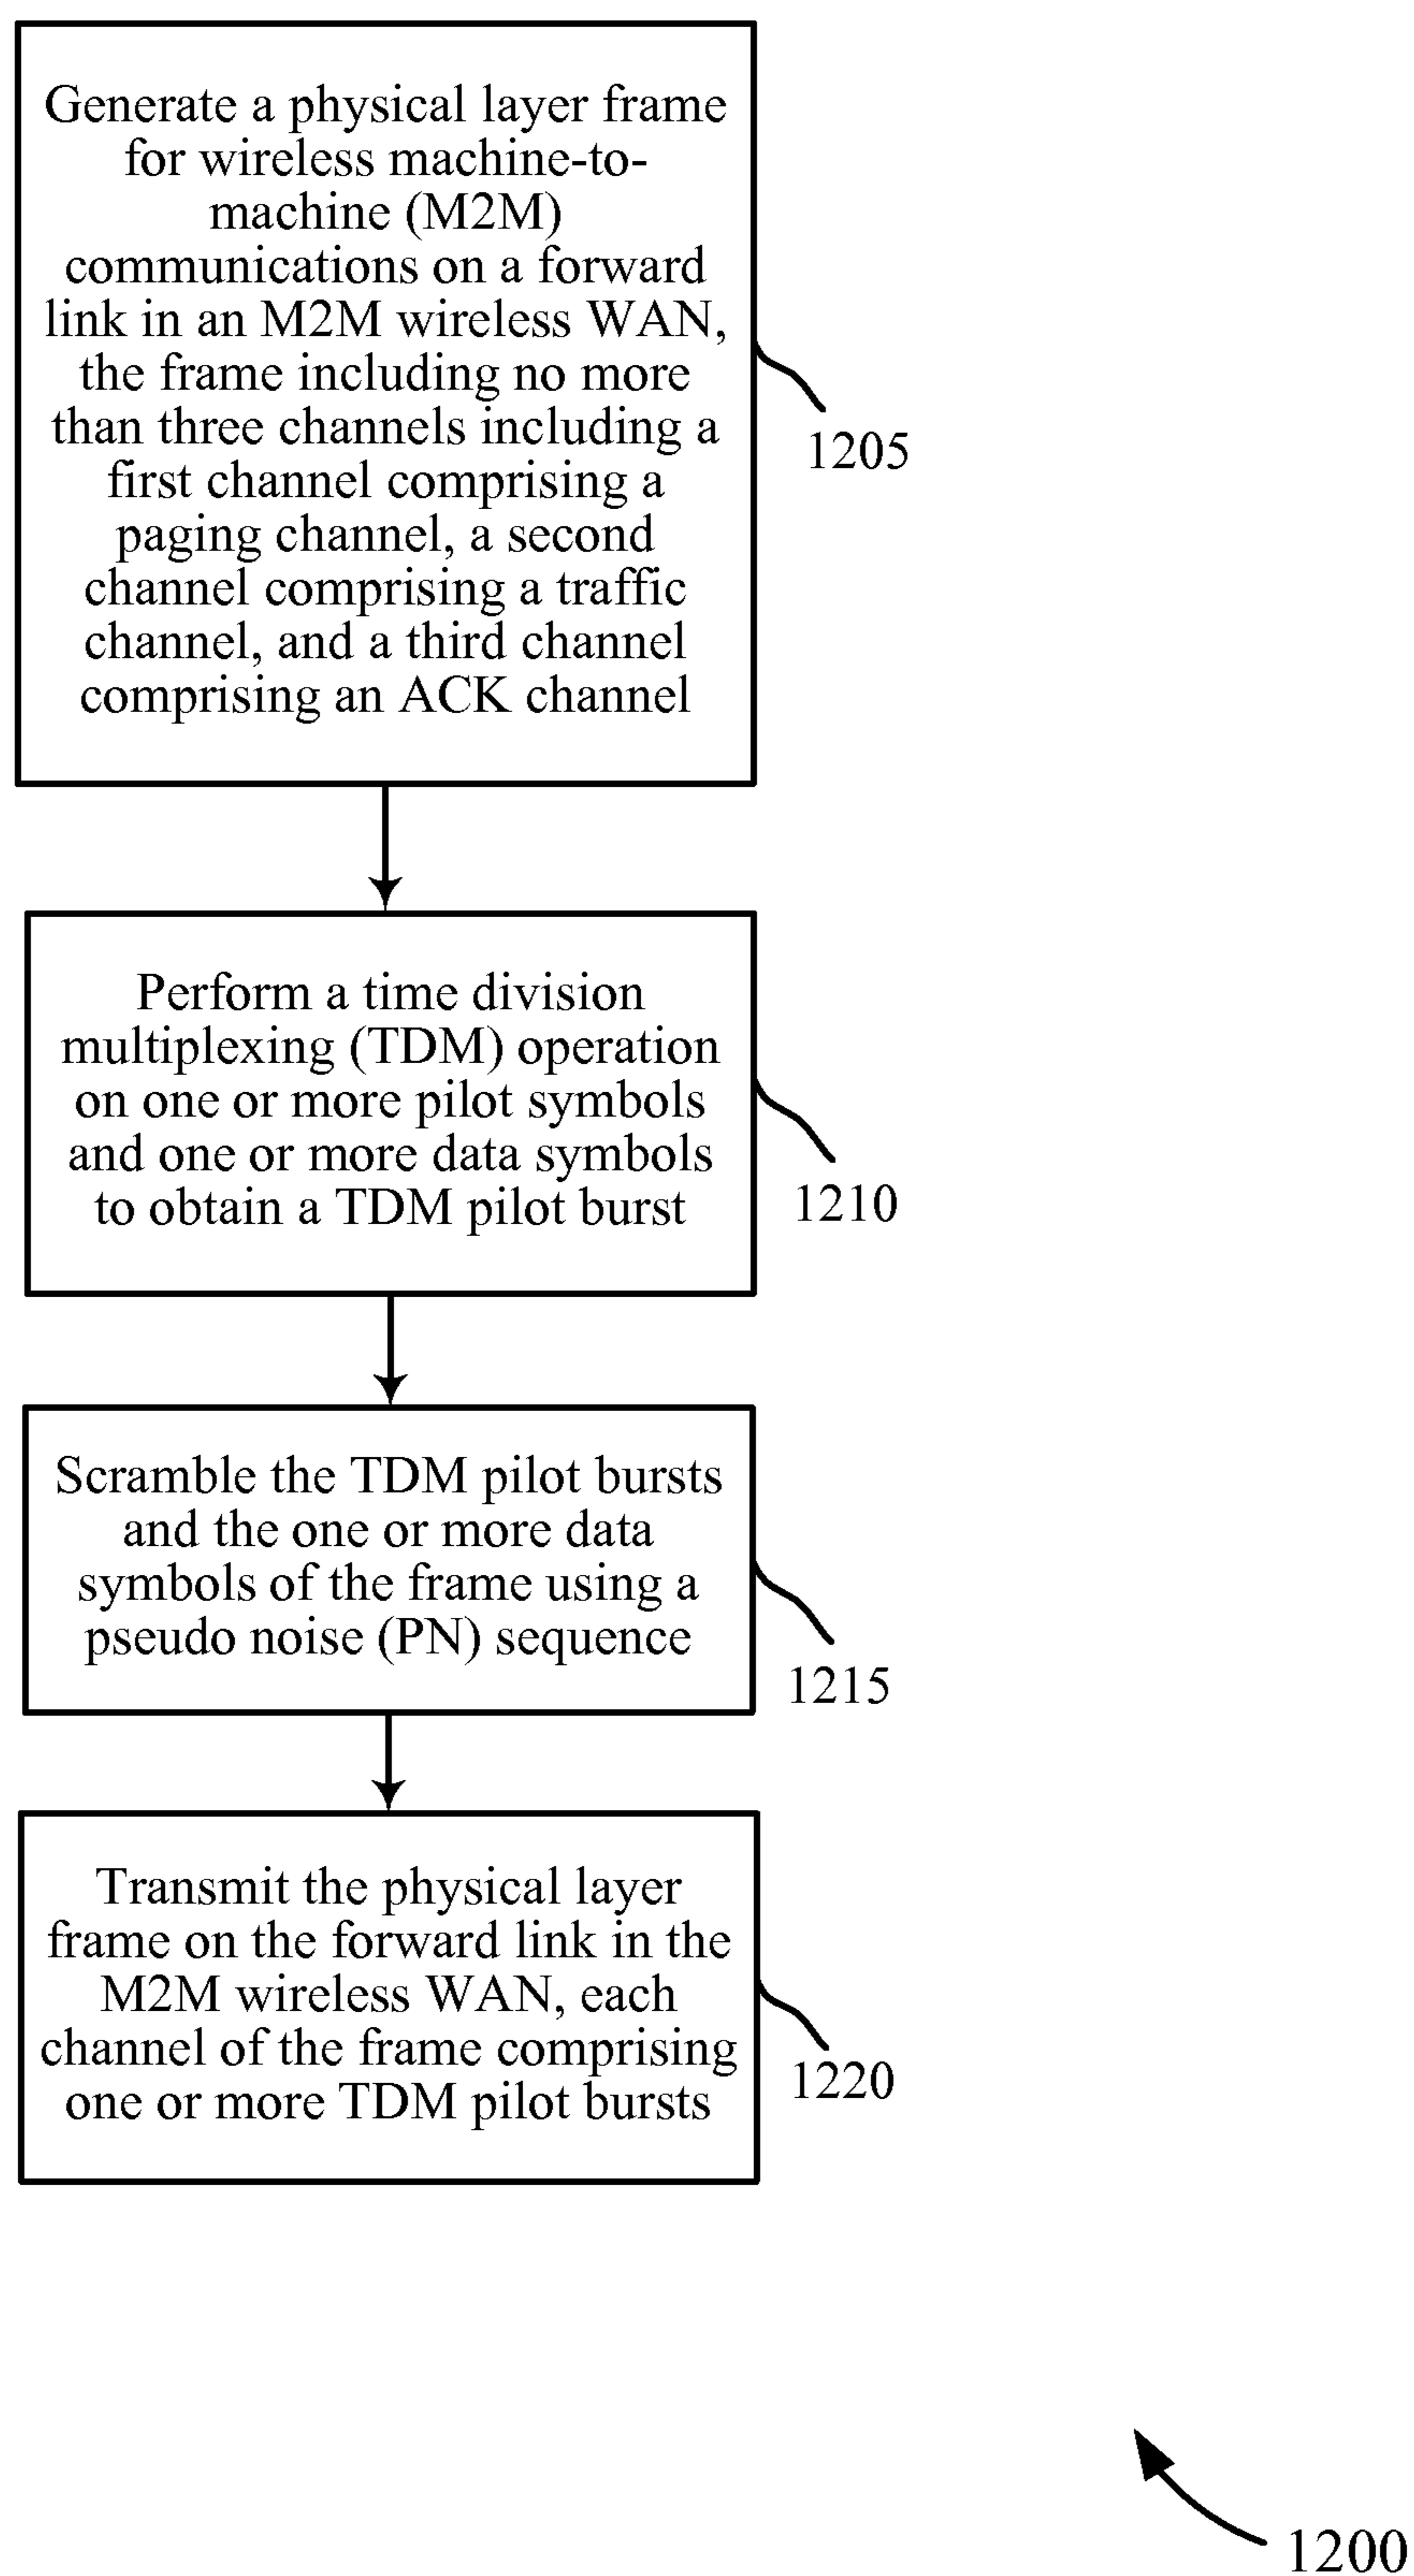 Generate a physical layer frame
for wireless machine-to-
machine (M2M)
communications on a forward
link in an M2M wireless WAN,
the frame including no more
than three channels including a
first channel comprising a
paging channel, a second
channel comprising a traffic
channel, and a third channel
comprising an ACK channel
1205
Perform a time division
multiplexing (TDM) operation
on one or more pilot symbols
and one or more data symbols
to obtain a TDM pilot burst
1210
Scramble the TDM pilot bursts
and the one or more data
symbols of the frame using a
pseudo noise (PN) sequence
1215
Transmit the physical layer
frame on the forward link in the
M2M wireless WAN, each
channel of the frame comprising
one or more TDM pilot bursts
1220
1200